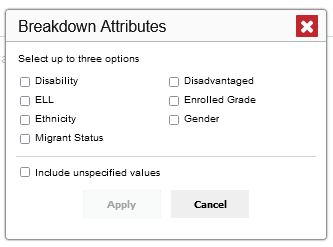 Breakdown Attributes
Select up to three options
Disability
Disadvantaged
ELL
Enrolled Grade
Ethnicity
Gender
Migrant Status
Include unspecified values
Apply
Cancel